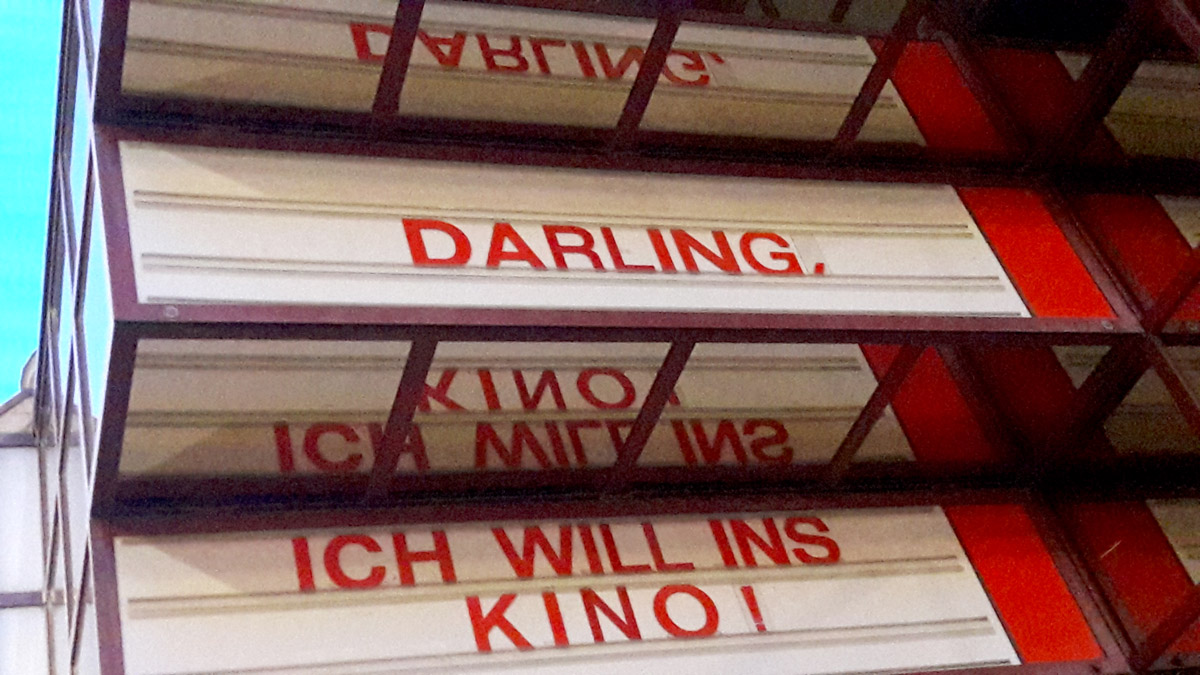 DARLING,
ICH WILL INS
KINO!